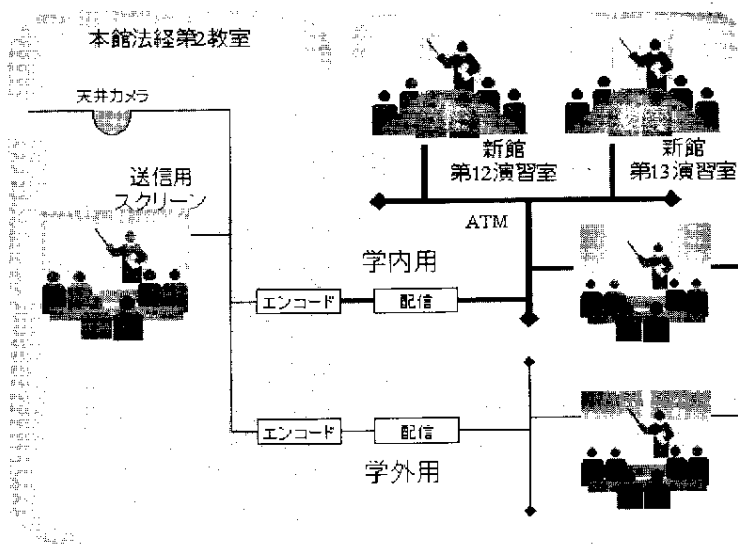 本館法経第2教室
天井カメラ
送信用
スクリーン
新館
第12演習室
新館
第13演習室
ATM
学内用
エンコード
配信
エンコード
配信
学外用